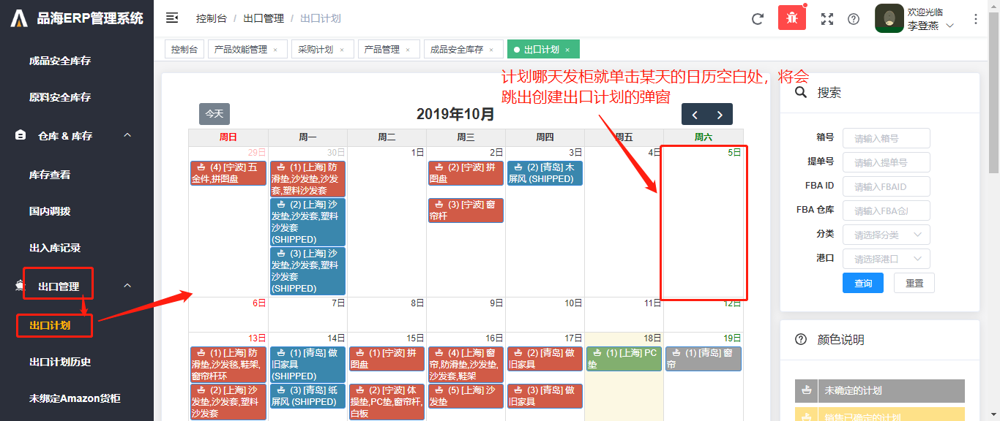 品海ERP管理系统
成品安全库存
原料安全库存
仓库 & 库存
库存查看
国内调拨
出入库记录
出口管理
出口计划
出口计划历史
未绑定Amazon货柜
控制台 / 出口管理 / 出口计划
欢迎光临
李登燕
控制台
产品效能管理 ×
采购计划 ×
产品管理 ×
成品安全库存 ×
出口计划 ×
计划哪天发柜就单击某天的日历空白处，将会
跳出创建出口计划的弹窗
今天
2019年10月
周日 周一 周二 周三 周四 周五 周六
29日 30日 1日 2日 3日 4日 5日
(4) [宁波] 五
金件,拼图盘
(1) [上海] 防
滑垫,沙发垫,沙发
套,塑料沙发套
(2) [上海] 沙
发垫,沙发套,塑料
沙发套
(SHIPPED)
(3) [上海] 沙
发垫,沙发套,塑料
沙发套
(SHIPPED)
(2) [宁波] 拼
图盘
(3) [宁波] 窗
帘杆
(2) [青岛] 木
屏风 (SHIPPED)
6日 7日 8日 9日 10日 11日 12日
13日 14日 15日 16日 17日 18日 19日
(1) [上海] 防
滑垫,沙发毯,鞋架,
窗帘杆环
(2) [上海] 沙
发垫,沙发套,塑料
沙发套
(1) [青岛] 做
旧家具
(SHIPPED)
(3) [青岛] 纸
屏风 (SHIPPED)
(1) [宁波] 拼
图盘
(2) [宁波] 体
操垫,PC垫,窗帘杆,
白板
(4) [上海] 窗
帘,防滑垫,沙发垫,
沙发套,鞋架
(5) [上海] 沙
发垫
(2) [青岛] 做
旧家具
(3) [青岛] 做
旧家具
(1) [上海] PC
垫
(1) [青岛] 窗
帘
搜索
箱号 请输入箱号
提单号 请输入提单号
FBA ID 请输入FBAID
FBA 仓库 请输入FBA仓
分类 请选择分类
港口 请选择港口
查询 重置
颜色说明
未确定的计划
销售已确定的计划